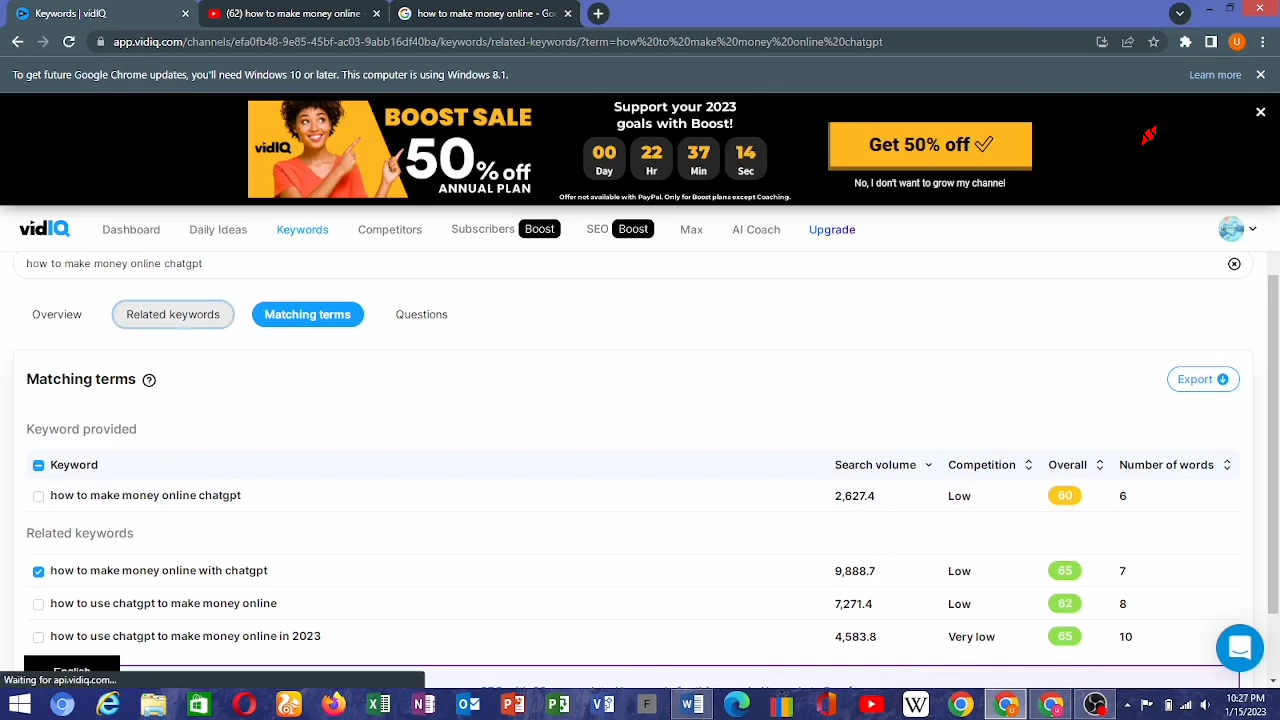 Keywords
(62) how to make money online
how to make money online - Go
app.vidiq.com/channels/efa0fb48-9e85-45bf-ac03-9abb16df40ba/keywords/related-keywords/?term=how%20to%20make%20money%20online%20chatgpt
U
To get future Google Chrome updates, you'll need Windows 10 or later. This computer is using Windows 8.1.
Learn more
vidIQ
BOOST SALE
50% off
ANNUAL PLAN
Support your 2023
goals with Boost!
00 22 37 14
Day Hr Min Sec
Offer not available with PayPal. Only for Boost plans except Coaching.
Get 50% off
No, I don't want to grow my channel
vidIQ Dashboard Daily Ideas Keywords Competitors Subscribers Boost SEO Boost Max AI Coach Upgrade
how to make money online chatgpt
Overview Related keywords Matching terms Questions
Matching terms
Export
Keyword provided
Keyword Search volume Competition Overall Number of words
how to make money online chatgpt 2,627.4 Low 60 6
Related keywords
how to make money online with chatgpt 9,888.7 Low 65 7
how to use chatgpt to make money online 7,271.4 Low 62 8
how to use chatgpt to make money online in 2023 4,583.8 Very low 65 10
English
Waiting for api.vidiq.com...
10:27 PM
1/15/2023